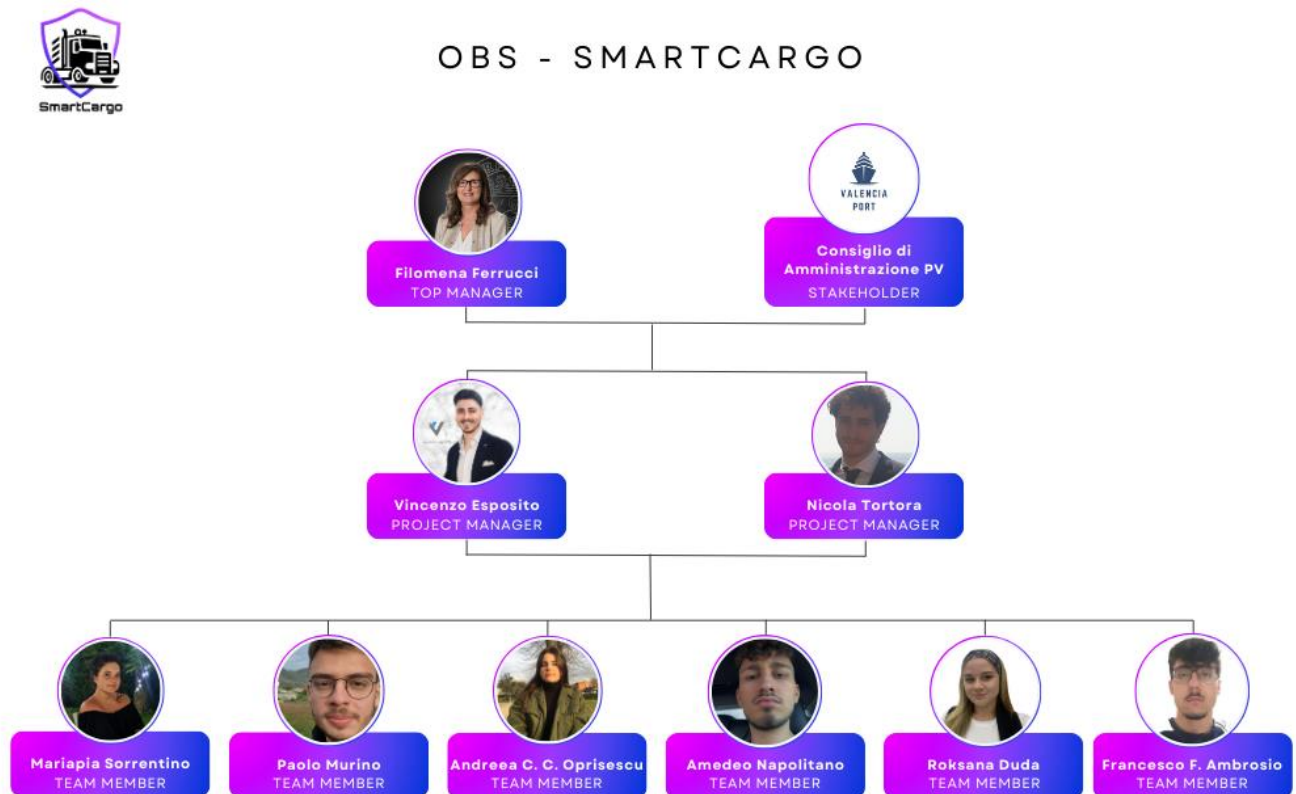 SmartCargo
OBS - SMARTCARGO
VALENCIA
PORT
Filomena Ferrucci
TOP MANAGER
Consiglio di
Amministrazione PV
STAKEHOLDER
Vincenzo Esposito
PROJECT MANAGER
Nicola Tortora
PROJECT MANAGER
Mariapia Sorrentino
TEAM MEMBER
Paolo Murino
TEAM MEMBER
Andreea C. C. Oprisescu
TEAM MEMBER
Amedeo Napolitano
TEAM MEMBER
Roksana Duda
TEAM MEMBER
Francesco F. Ambrosio
TEAM MEMBER